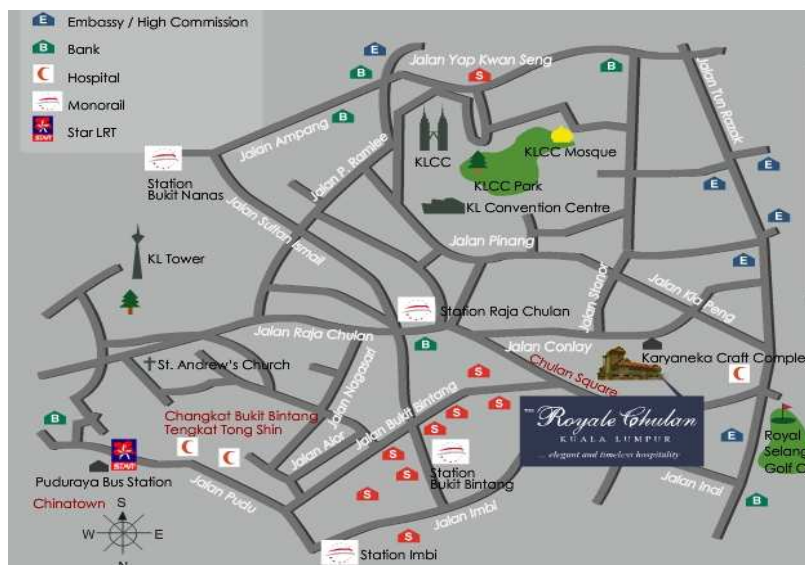 E Embassy / High Commission
B Bank
Hospital
Monorail
START Star LRT
E
B
S
Jalan Yap Kwan Seng
B
Jalan Tun Razak
B
Jalan Ampang
KLCC
KLCC Mosque
KLCC Park
E
E
Station
Bukit Nanas
Jalan P. Ramlee
KL Convention Centre
Jalan Sultan Ismail
KL Tower
Jalan Pinang
E
Jalan Stonor
Jalan Kia Peng
Station Raja Chulan
Jalan Raja Chulan
B
Jalan Conlay
Karyaneka Craft Comple
St. Andrew's Church
Jalan Nagasari
S
Chulan Square
Changkat Bukit Bintang
Tengkat Tong Shin
Jalan Bukit Bintang
S
S
S
S
S
S
S
Jalan Alor
THE Royale Chulan
KUALA LUMPUR
... elegant and timeless hospitality
E
Royal
Selang
Golf C
B
START
Puduraya Bus Station
Station
Bukit Bintang
Jalan Pudu
Jalan Inai
B
Chinatown
S
W
E
N
Jalan Imbi
S
Station Imbi